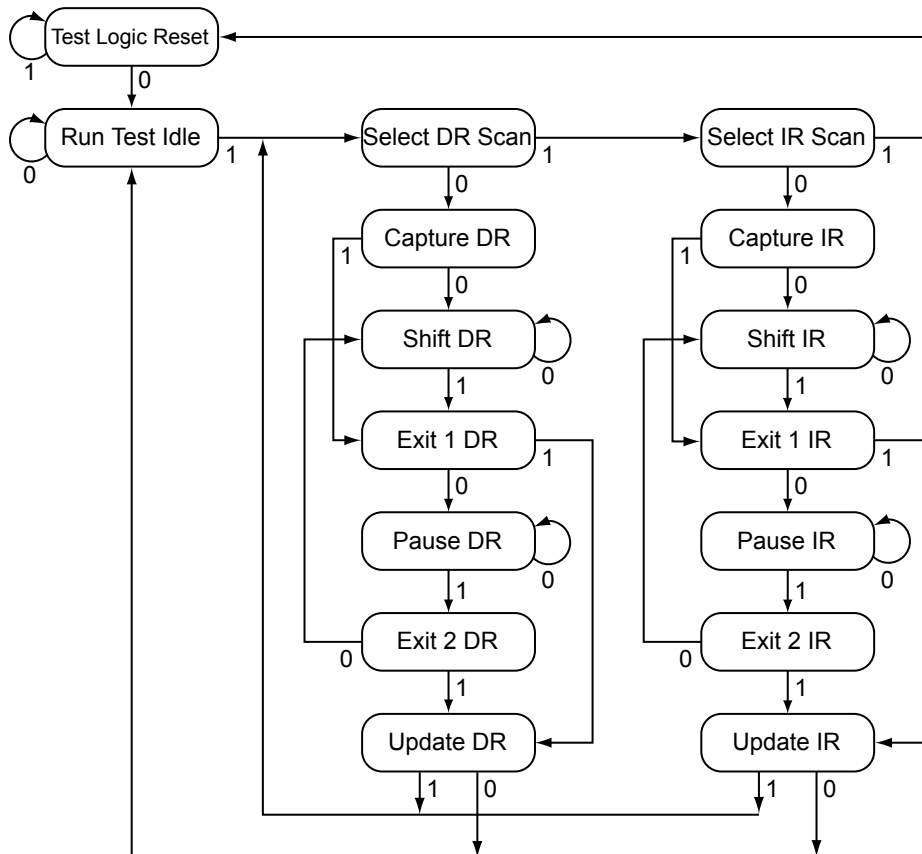 Test Logic Reset
1
0
Run Test Idle
0
1
Select DR Scan
1
Select IR Scan
1
0
0
Capture DR
1
0
Capture IR
1
0
Shift DR
0
1
Shift IR
0
1
Exit 1 DR
1
0
Exit 1 IR
1
0
Pause DR
0
1
Pause IR
0
1
Exit 2 DR
0
1
Exit 2 IR
0
1
Update DR
1
0
Update IR
1
0